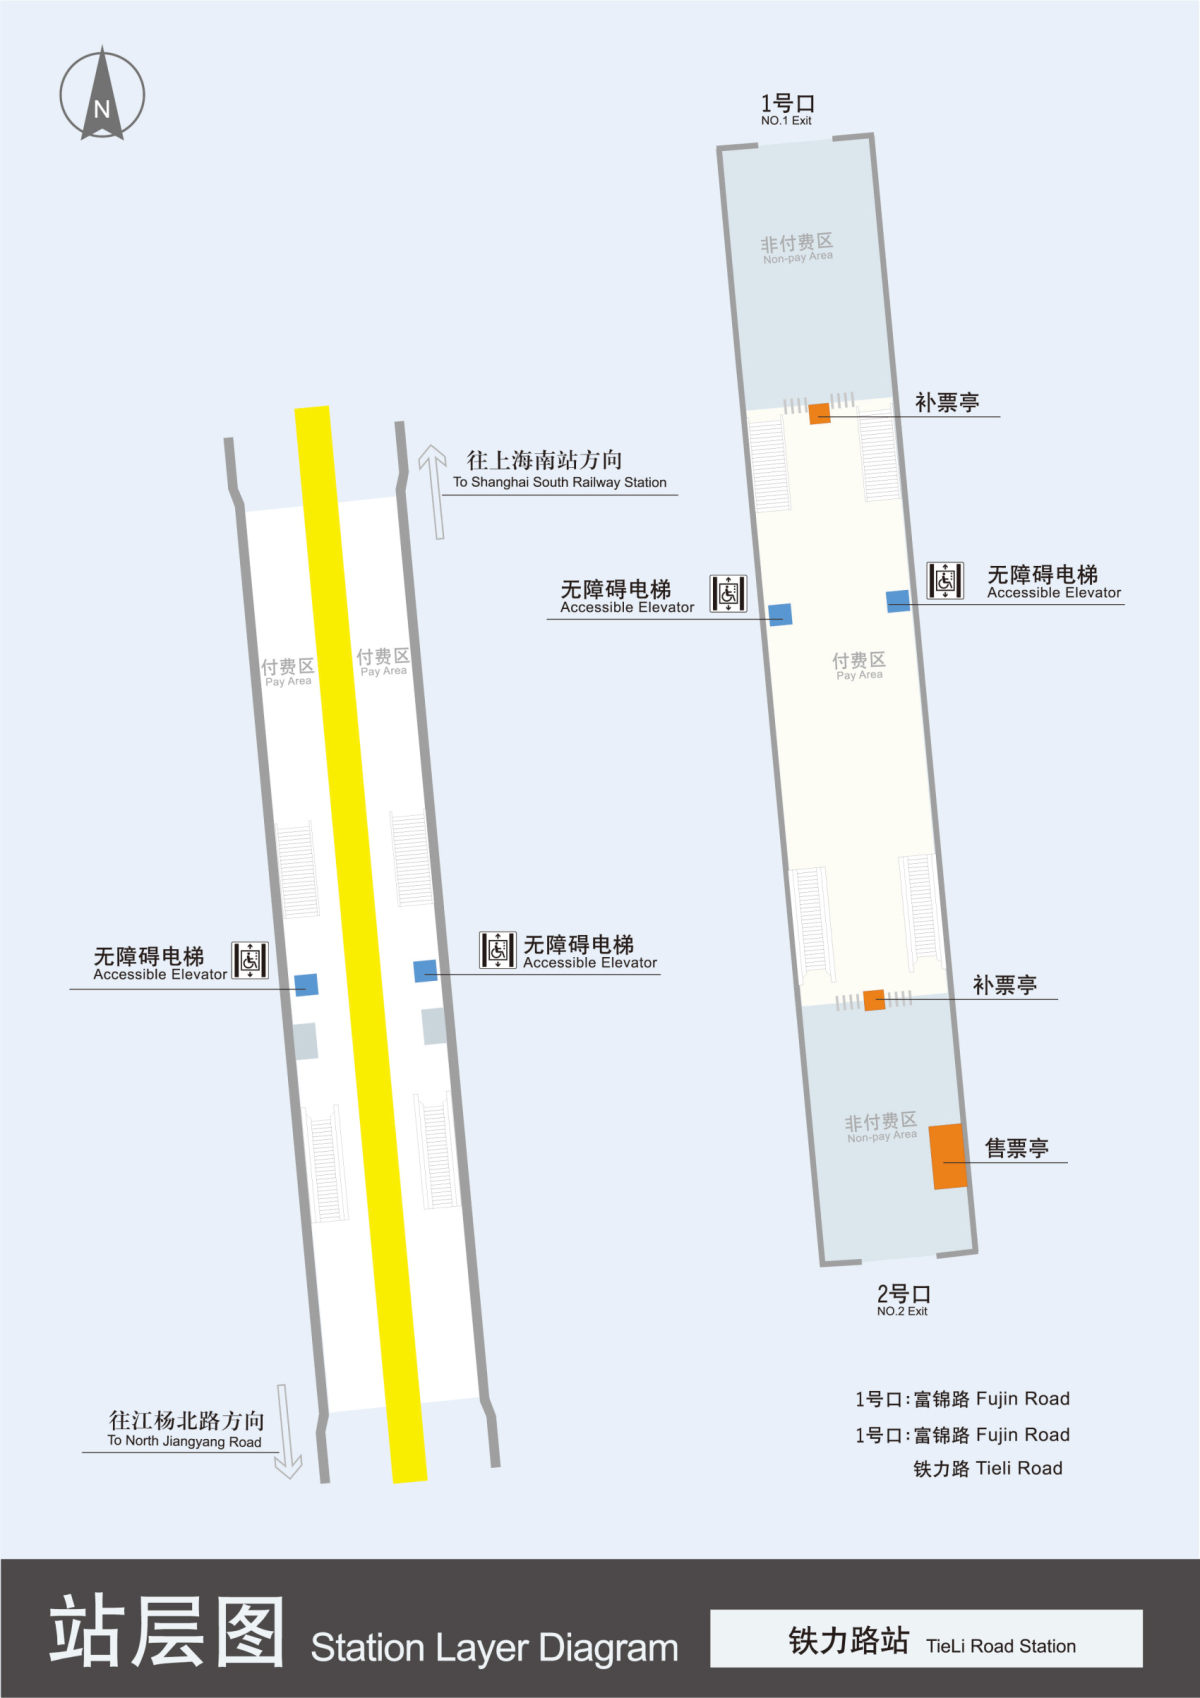 N
1号口
NO.1 Exit
非付费区
Non-pay Area
补票亭
往上海南站方向
To Shanghai South Railway Station
无障碍电梯
Accessible Elevator
无障碍电梯
Accessible Elevator
付费区
Pay Area
付费区
Pay Area
付费区
Pay Area
无障碍电梯
Accessible Elevator
无障碍电梯
Accessible Elevator
补票亭
非付费区
Non-pay Area
售票亭
2号口
NO.2 Exit
往江杨北路方向
To North Jiangyang Road
1号口：富锦路 Fujin Road
1号口：富锦路 Fujin Road
铁力路 Tieli Road
站层图 Station Layer Diagram
铁力路站 TieLi Road Station